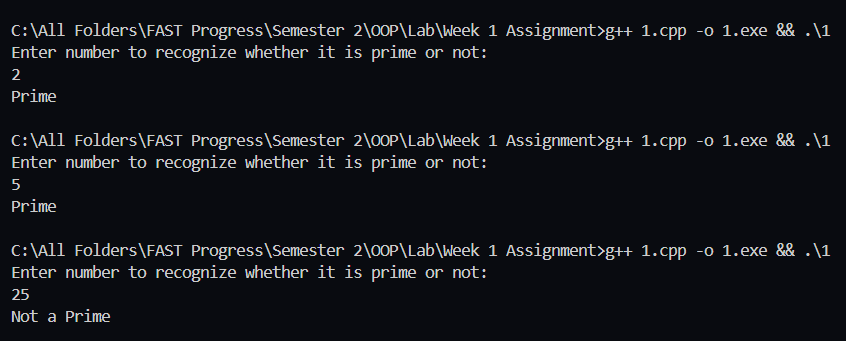 C:\All Folders\FAST Progress\Semester 2\OOP\Lab\Week 1 Assignment>g++ 1.cpp -o 1.exe && .\1
Enter number to recognize whether it is prime or not:
2
Prime
C:\All Folders\FAST Progress\Semester 2\OOP\Lab\Week 1 Assignment>g++ 1.cpp -o 1.exe && .\1
Enter number to recognize whether it is prime or not:
5
Prime
C:\All Folders\FAST Progress\Semester 2\OOP\Lab\Week 1 Assignment>g++ 1.cpp -o 1.exe && .\1
Enter number to recognize whether it is prime or not:
25
Not a Prime